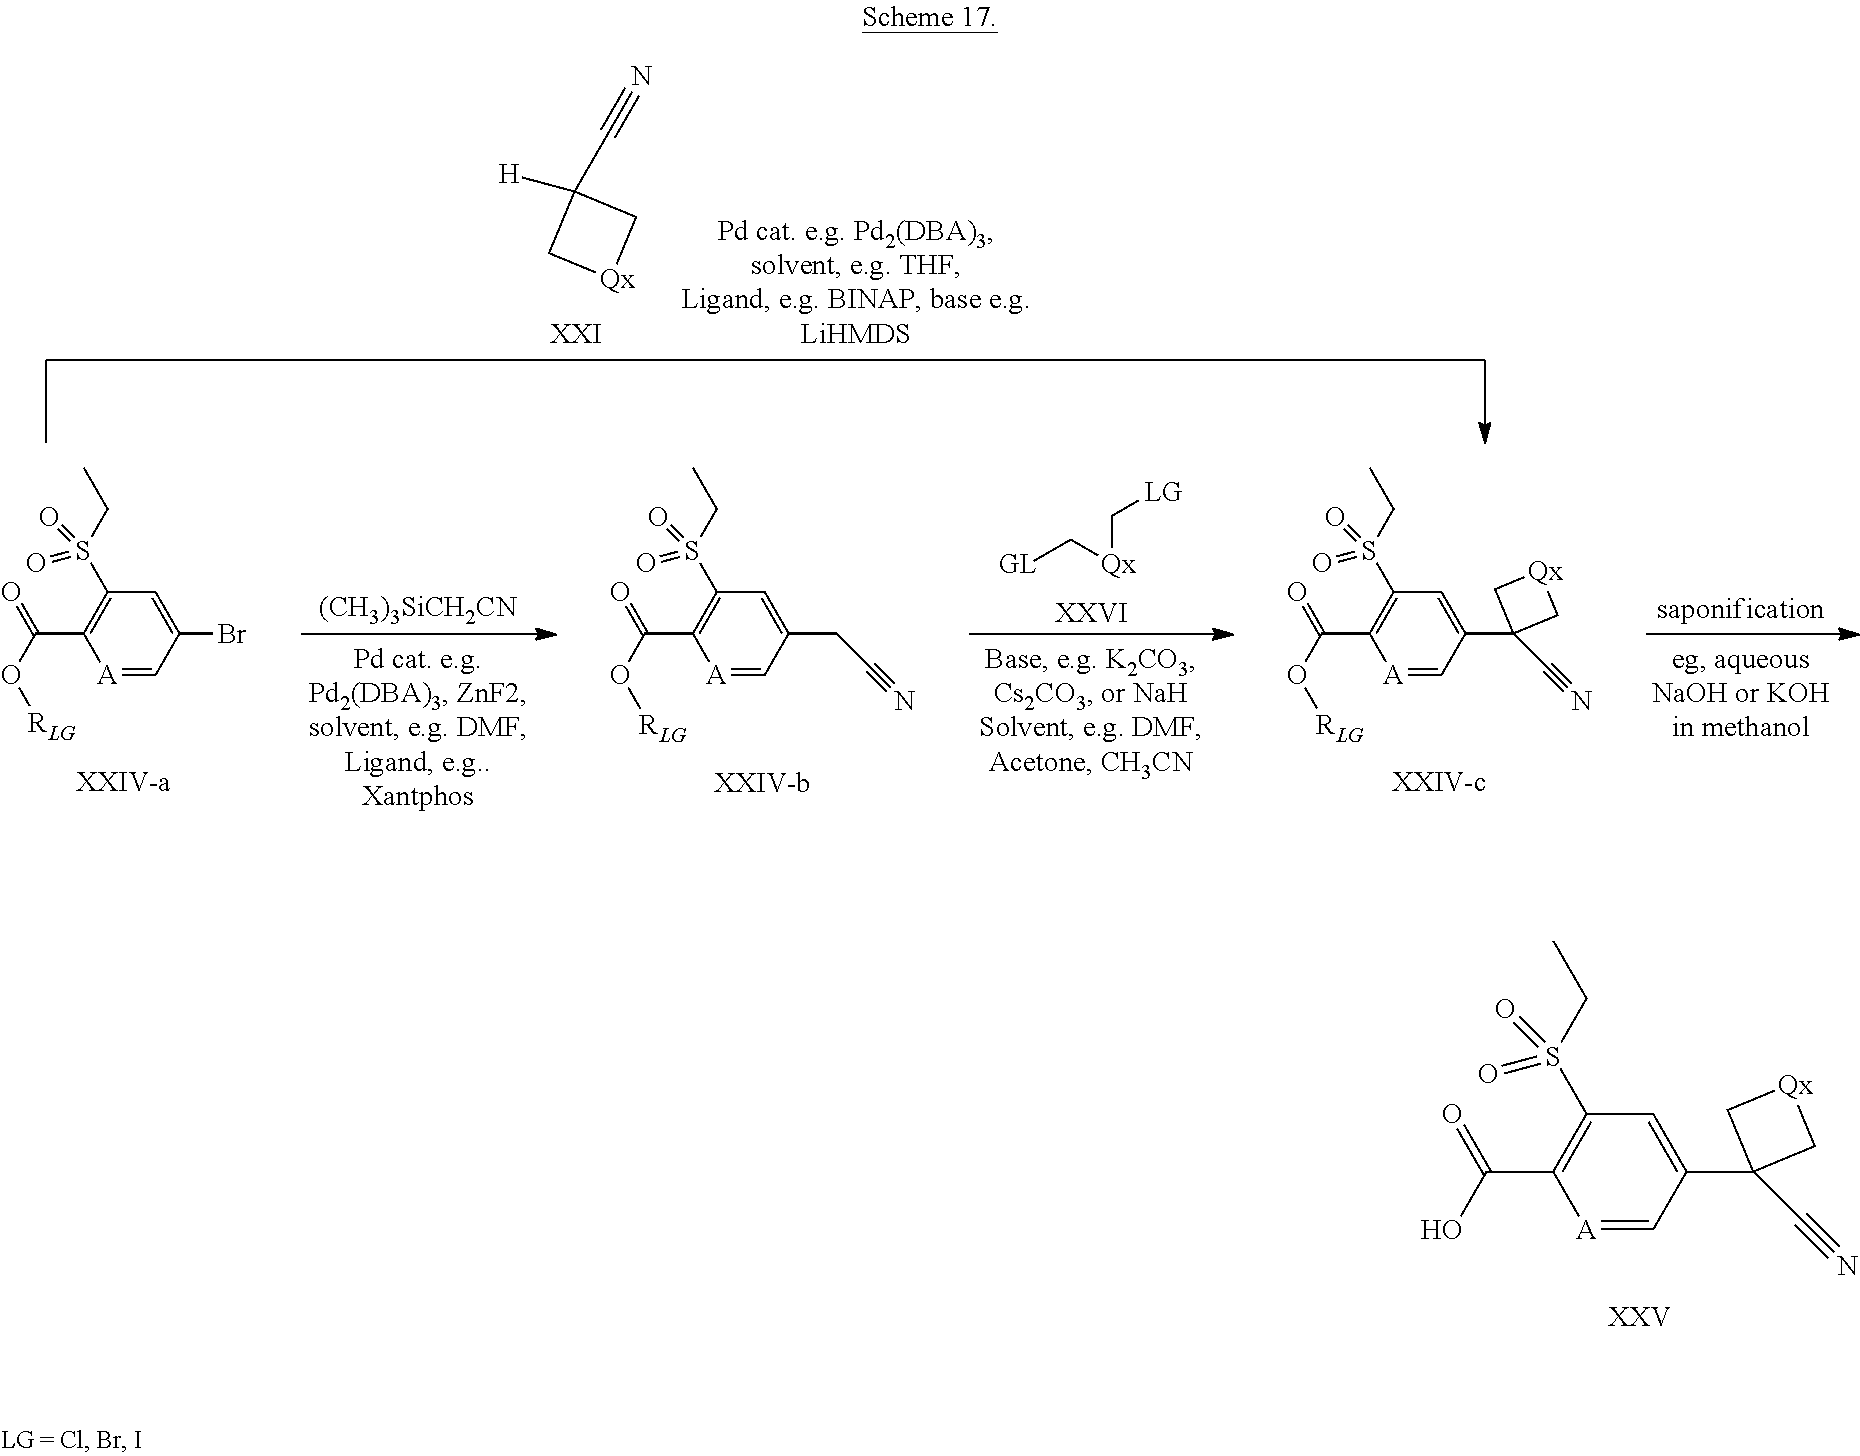 Scheme 17.
N
H
Qx
XXI
Pd cat. e.g. Pd2(DBA)3,
solvent, e.g. THF,
Ligand, e.g. BINAP, base e.g.
LiHMDS
O
O
S
O
O
A
Br
RLG
XXIV-a
(CH3)3SiCH2CN
Pd cat. e.g.
Pd2(DBA)3, ZnF2,
solvent, e.g. DMF,
Ligand, e.g..
Xantphos
O
O
S
O
O
A
N
RLG
XXIV-b
LG
GL
Qx
XXVI
Base, e.g. K2CO3,
Cs2CO3, or NaH
Solvent, e.g. DMF,
Acetone, CH3CN
O
O
S
O
O
A
Qx
N
RLG
XXIV-c
saponification
eg, aqueous
NaOH or KOH
in methanol
O
O
S
O
HO
A
Qx
N
XXV
LG = Cl, Br, I